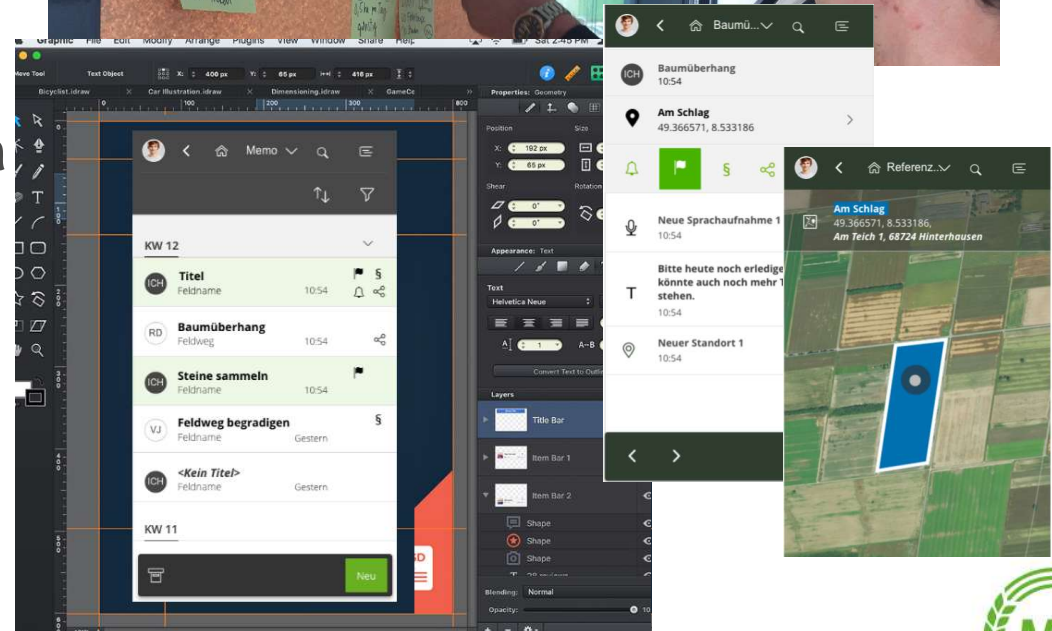 Graphic File Edit Modify Arrange Plugins View Window Share Help
Sat 2:45 PM
Move Tool
Text Object
X: 406 px
Y: 65 px
416 px
Bicyclist.idraw
Car Illustration.idraw
Dimensioning.idraw
Properties: Geometry
0
100
200
300
Position
Size
X: 192 px
Y: 65 px
Shear
Rotation
0°
0°
Appearance: Text
Text
Helvetica Neue
1
A–B
Layers
Title Bar
Item Bar 1
Item Bar 2
Shape
Shape
Shape
Blending: Normal
Opacity:
Memo
KW 12
ICH
Titel
Feldname
10:54
§
RD
Baumüberhang
Feldweg
10:54
ICH
Steine sammeln
Feldname
10:54
VJ
Feldweg begradigen
Feldname
Gestern
§
ICH
<Kein Titel>
Feldname
Gestern
KW 11
Neu
Baumü...
ICH
Baumüberhang
10:54
Am Schlag
49.366571, 8.533186
§
Neue Sprachaufnahme 1
10:54
T
Bitte heute noch
könnte auch noch mehr
stehen.
10:54
Neuer Standort 1
10:54
Referenz...
Am Schlag
49.366571, 8.533186,
Am Teich 1, 68724 Hinterhausen